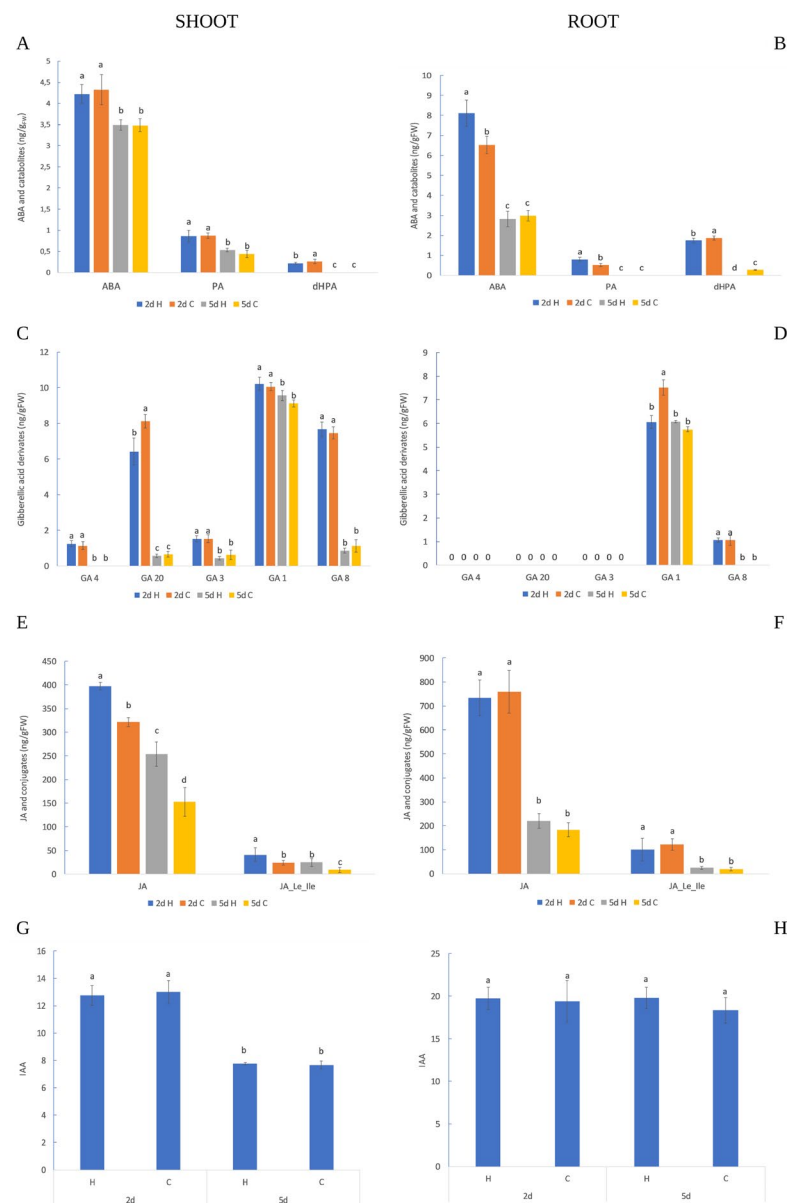 SHOOT
ROOT
A
B
ABA and catabolites (ng/gFW)
5
4,5
4
3,5
3
2,5
2
1,5
1
0,5
0
a a b b
a a b b
b a c c
ABA PA dHPA
2d H 2d C 5d H 5d C
ABA and catabolites (ng/gFW)
10
9
8
7
6
5
4
3
2
1
0
a b c c
a b c c
b a d c
ABA PA dHPA
2d H 2d C 5d H 5d C
C
D
Gibberellic acid derivates (ng/gFW)
12
10
8
6
4
2
0
a a b b
b a c c
a a b b
a a b b
a a b b
GA 4 GA 20 GA 3 GA 1 GA 8
2d H 2d C 5d H 5d C
Gibberellic acid derivates (ng/gFW)
9
8
7
6
5
4
3
2
1
0
0 0 0 0
0 0 0 0
0 0 0 0
b a b b
a a b b
GA 4 GA 20 GA 3 GA 1 GA 8
2d H 2d C 5d H 5d C
E
F
JA and conjugates (ng/gFW)
450
400
350
300
250
200
150
100
50
0
a b c d
a b b c
JA JA_Le_Ile
2d H 2d C 5d H 5d C
JA and conjugates (ng/gFW)
900
800
700
600
500
400
300
200
100
0
a a b b
a a b b
JA JA_Le_Ile
2d H 2d C 5d H 5d C
G
H
IAA
16
14
12
10
8
6
4
2
0
a a b b
H C H C
2d 5d
IAA
25
20
15
10
5
0
a a a a
H C H C
2d 5d